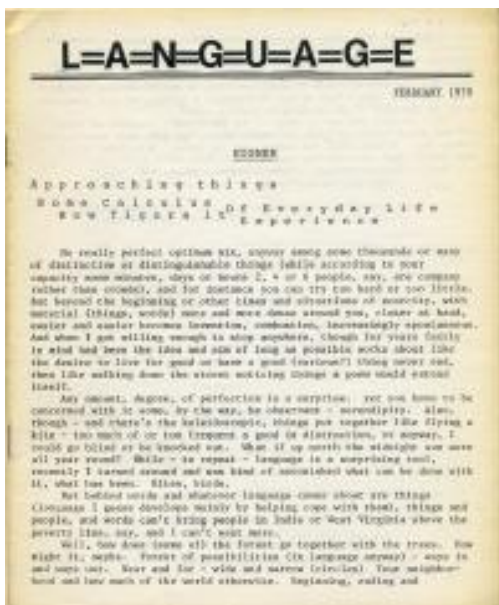 L=A=N=G=U=A=G=E
FEBRUARY 1978
EIGNER
Approaching things
Some Calculus
How figure it
Of Everyday Life
Experience
No really perfect optimum mix, anyway among some thousands or many
of distinctive or distinguishable things (while according to your
capacity some minutes, days or hours 2, 4 or 6 people, say, are company
rather than crowds), and for instance you can try too hard or too little.
But beyond the beginning or other times and situations of scarcity, with
material (things, words) more and more dense around you, closer at hand,
easier and easier becomes invention, combustion, increasingly spontaneous.
And when I got willing enough to stop anywhere, though for years fairly
in mind had been the idea and aim of long as possible works about like
the desire to live for good or have a good (various?) thing never end,
then like walking down the street noticing things a poem would extend
itself.
Any amount, degree, of perfection is a surprise, yet you have to be
concerned with it some, by the way, be observant - serendipity. Also,
though - and there's the kaleidoscopic, things put together like flying a
kite - too much of or too frequent a good is distraction, or anyway, I
could go blind or be knocked out. What if up north the midnight sun were
all year round? While - to repeat - language is a surprising tool,
recently I turned around and was kind of astonished what can be done with
it, what has been. Kites, birds.
But behind words and whatever language comes about are things
(language I guess develops mainly by helping cope with them), things and
people, and words can't bring people in India or West Virginia above the
poverty line, say, and I can't want more.
Well, how does (some of) the forest go together with the trees. How
might it, maybe. Forest of possibilities (in language anyway) - ways in
and ways out. Near and far - wide and narrow (circles) Your neighbor-
hood and how much of the world otherwise. Beginning, ending and